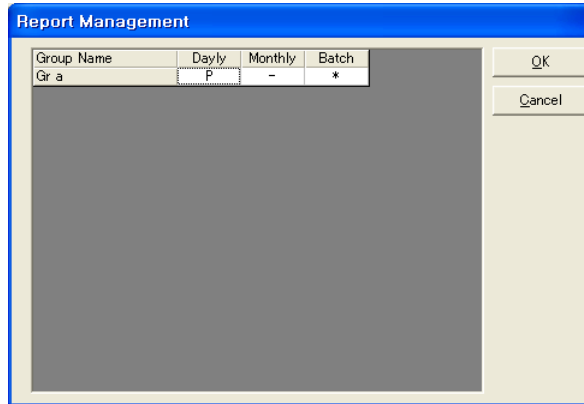 Report Management
Group Name Dayly Monthly Batch
Gr a P - *
OK
Cancel